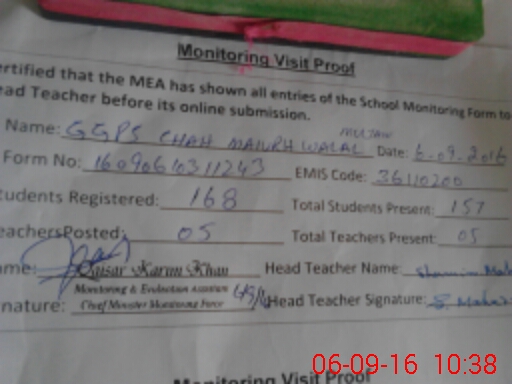 Monitoring Visit Proof
ertified that the MEA has shown all entries of the School Monitoring Form to
ead Teacher before its online submission.
Name: GGPS CHAH Date: 6.09.2016
Form No: EMIS Code: 36110200
tudents Registered: 168 Total Students Present: 157
eachersPosted: 05 Total Teachers Present: 05
ame: Qaisar Karim Khan Head Teacher Name:
Monitoring & Evaluation Assistant
nature: Chief Minister Monitoring Force Head Teacher Signature:
Monitoring Visit Proof
06-09-16 10:38